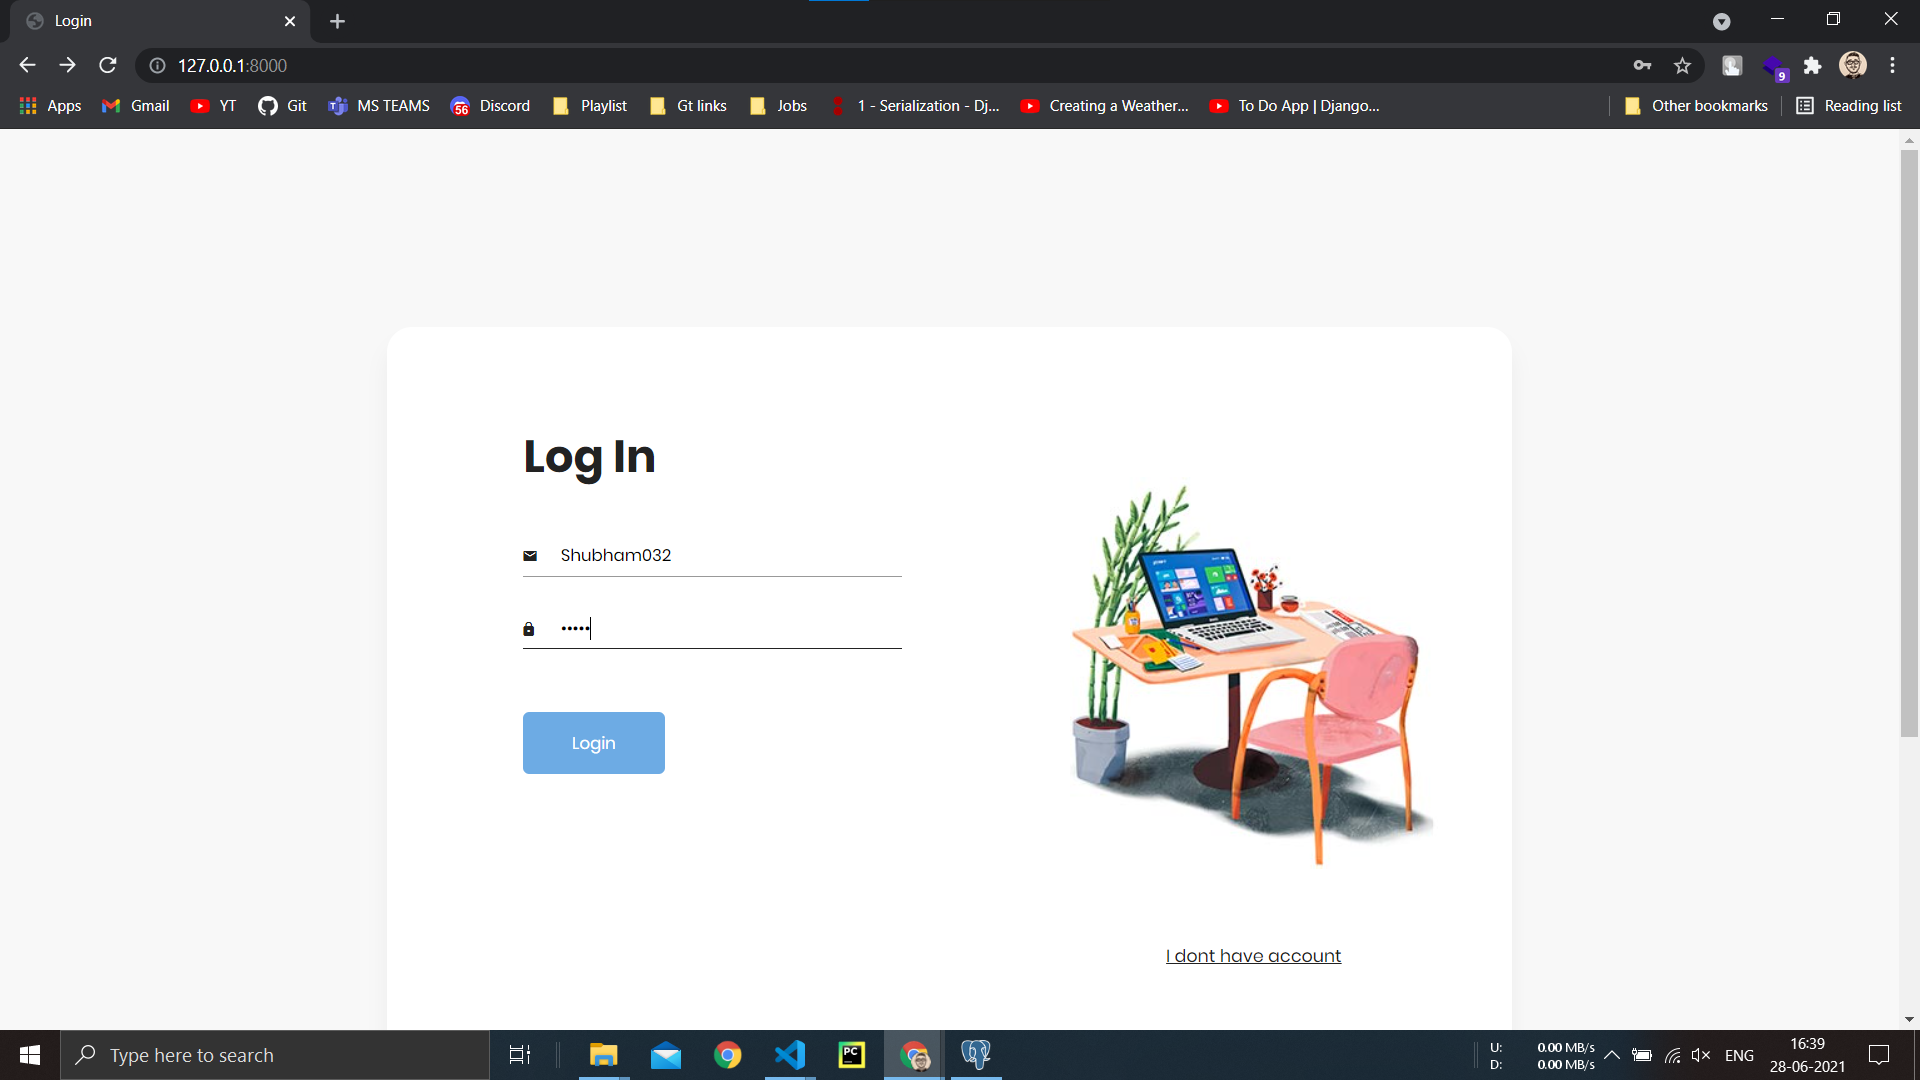 Login
127.0.0.1:8000
9
Apps
Gmail
YT
Git
MS TEAMS
56
Discord
Playlist
Gt links
Jobs
1 - Serialization - Dj...
Creating a Weather...
To Do App | Django...
Other bookmarks
Reading list
Log In
Shubham032
•••••
Login
I dont have account
Type here to search
PC
U: 0.00 MB/s
D: 0.00 MB/s
ENG
16:39
28-06-2021